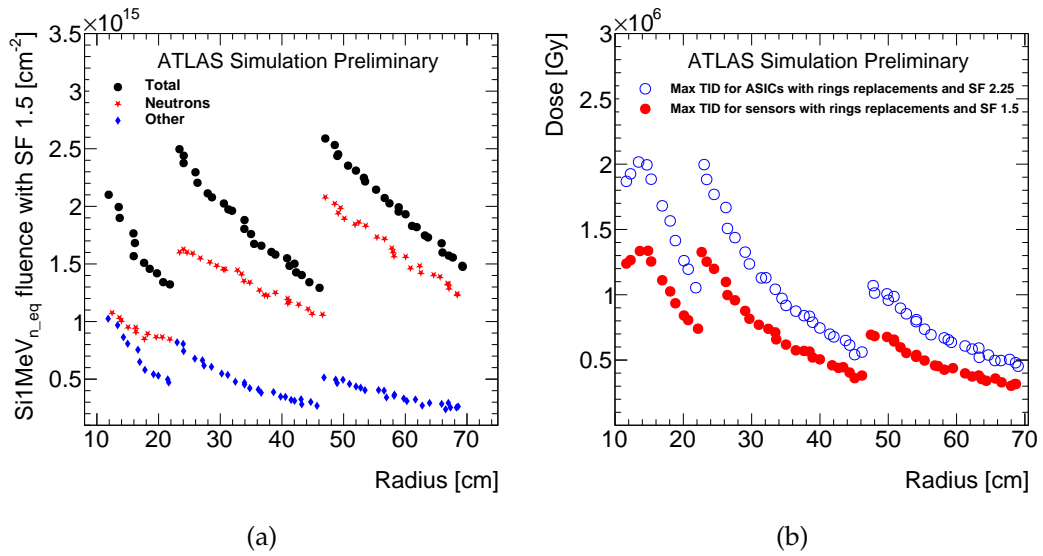 ×10^15
ATLAS Simulation Preliminary
Total
Neutrons
Other
Si1MeV_n_eq fluence with SF 1.5 [cm^-2]
3.5
3
2.5
2
1.5
1
0.5
10 20 30 40 50 60 70
Radius [cm]
(a)
×10^6
ATLAS Simulation Preliminary
Max TID for ASICs with rings replacements and SF 2.25
Max TID for sensors with rings replacements and SF 1.5
Dose [Gy]
3
2.5
2
1.5
1
0.5
10 20 30 40 50 60 70
Radius [cm]
(b)